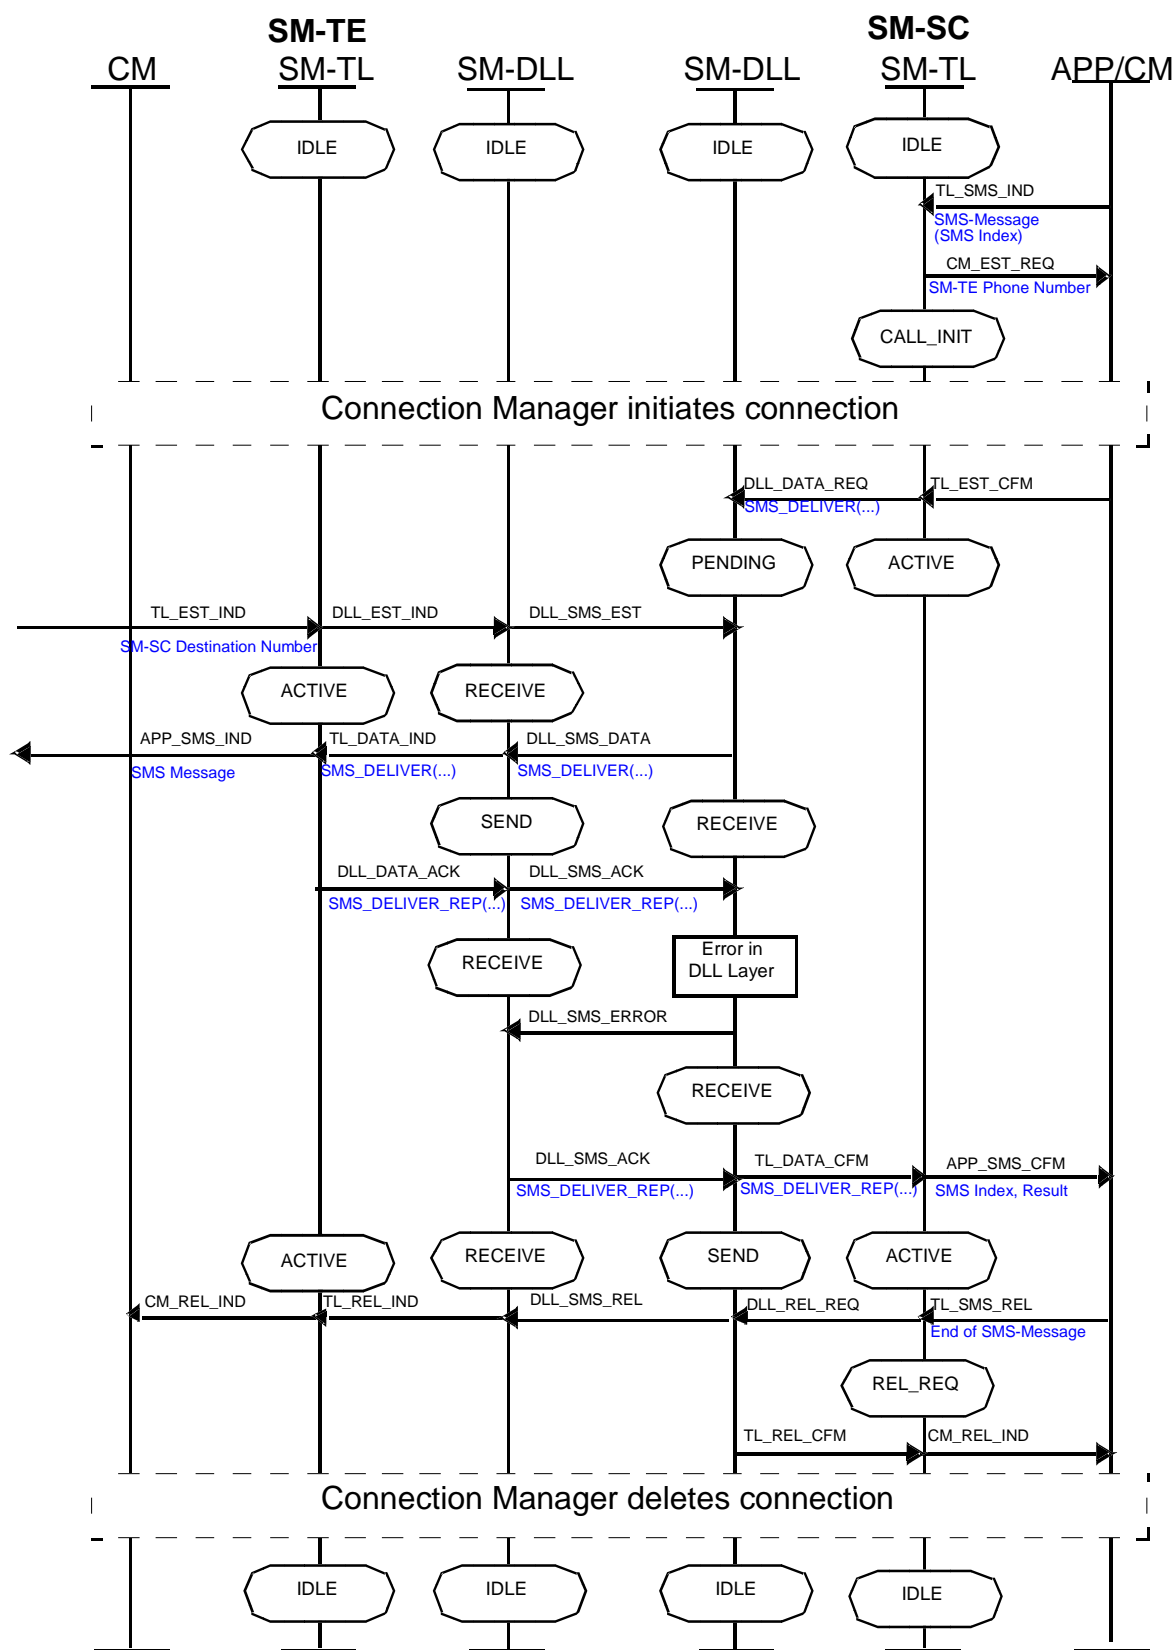 SM-TE SM-SC
CM SM-TL SM-DLL SM-DLL SM-TL APP/CM
IDLE IDLE IDLE IDLE
TL_SMS_IND
SMS-Message
(SMS Index)
CM_EST_REQ
SM-TE Phone Number
CALL_INIT
Connection Manager initiates connection
DLL_DATA_REQ TL_EST_CFM
SMS_DELIVER(...)
PENDING ACTIVE
TL_EST_IND DLL_EST_IND DLL_SMS_EST
SM-SC Destination Number
ACTIVE RECEIVE
APP_SMS_IND TL_DATA_IND DLL_SMS_DATA
SMS Message SMS_DELIVER(...) SMS_DELIVER(...)
SEND RECEIVE
DLL_DATA_ACK DLL_SMS_ACK
SMS_DELIVER_REP(...) SMS_DELIVER_REP(...)
RECEIVE
Error in
DLL Layer
DLL_SMS_ERROR
RECEIVE
DLL_SMS_ACK TL_DATA_CFM APP_SMS_CFM
SMS_DELIVER_REP(...) SMS_DELIVER_REP(...) SMS Index, Result
ACTIVE RECEIVE SEND ACTIVE
CM_REL_IND TL_REL_IND DLL_SMS_REL DLL_REL_REQ TL_SMS_REL
End of SMS-Message
REL_REQ
TL_REL_CFM CM_REL_IND
Connection Manager deletes connection
IDLE IDLE IDLE IDLE